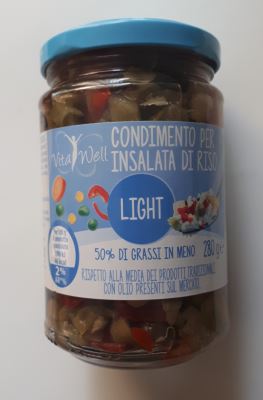 Vita Well
CONDIMENTO PER
INSALATA DI RISO
LIGHT
50% DI GRASSI IN MENO 280 g
RISPETTO ALLA MEDIA DEI PRODOTTI TRADIZIONALI
CON OLIO PRESENTI SUL MERCATO.
2%